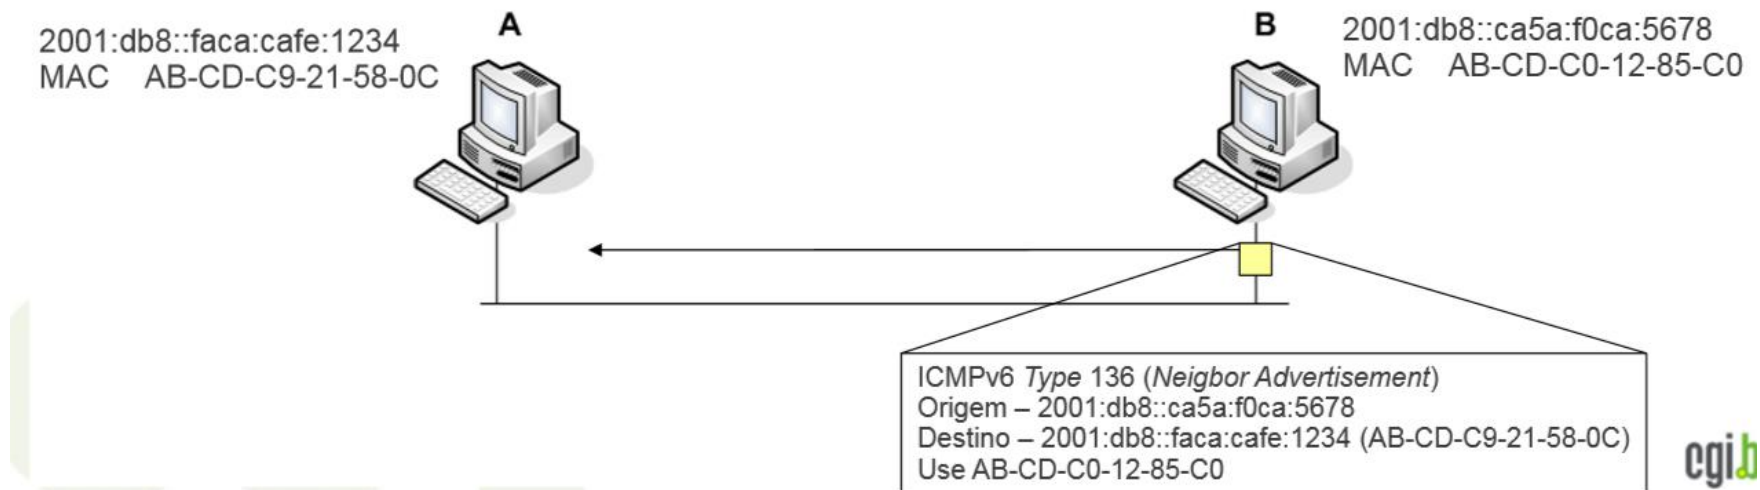 A
2001:db8::faca:cafe:1234
MAC AB-CD-C9-21-58-0C
B
2001:db8::ca5a:f0ca:5678
MAC AB-CD-C0-12-85-C0
ICMPv6 Type 136 (Neigbor Advertisement)
Origem – 2001:db8::ca5a:f0ca:5678
Destino – 2001:db8::faca:cafe:1234 (AB-CD-C9-21-58-0C)
Use AB-CD-C0-12-85-C0
cgi.b